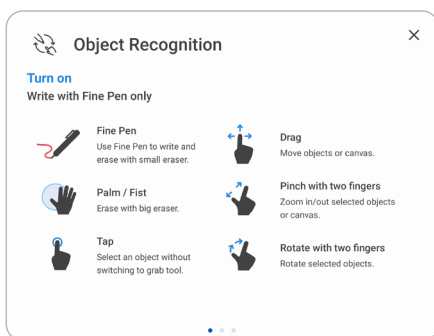 Object Recognition
Turn on
Write with Fine Pen only
Fine Pen
Use Fine Pen to write and
erase with small eraser.
Palm / Fist
Erase with big eraser.
Tap
Select an object without
switching to grab tool.
Drag
Move objects or canvas.
Pinch with two fingers
Zoom in/out selected objects
or canvas.
Rotate with two fingers
Rotate selected objects.